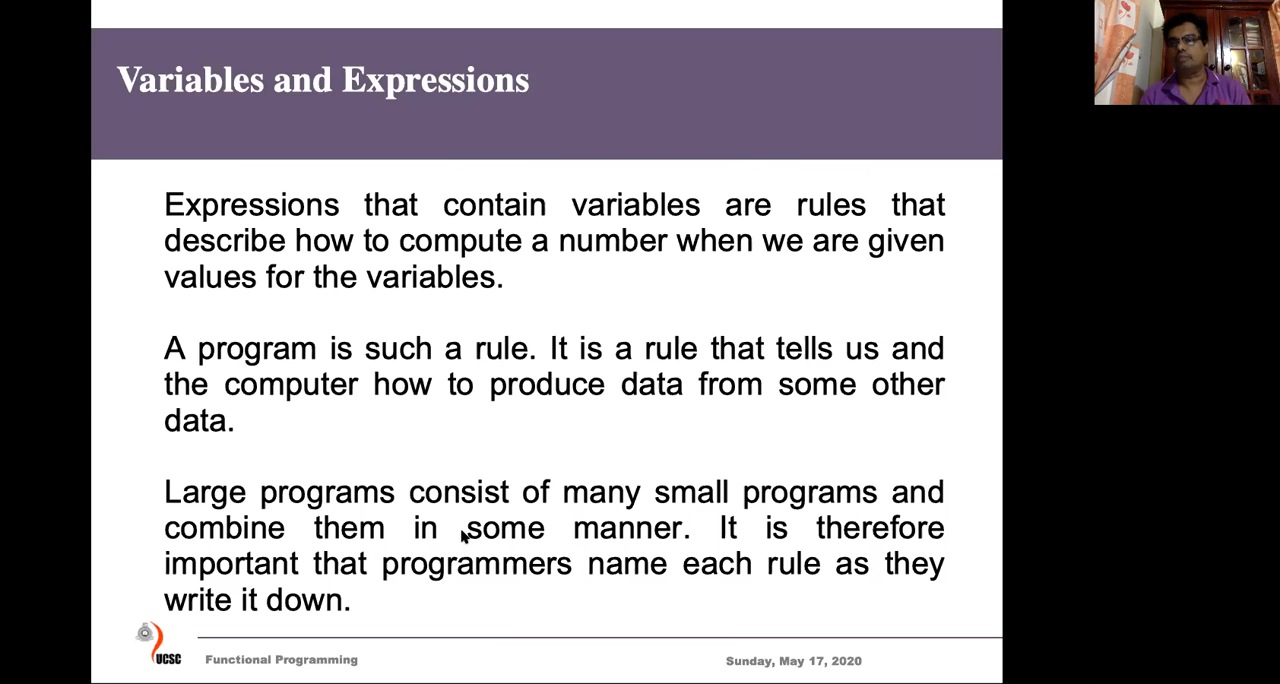 Variables and Expressions
Expressions that contain variables are rules that
describe how to compute a number when we are given
values for the variables.
A program is such a rule. It is a rule that tells us and
the computer how to produce data from some other
data.
Large programs consist of many small programs and
combine them in some manner. It is therefore
important that programmers name each rule as they
write it down.
UCSC
Functional Programming
Sunday, May 17, 2020